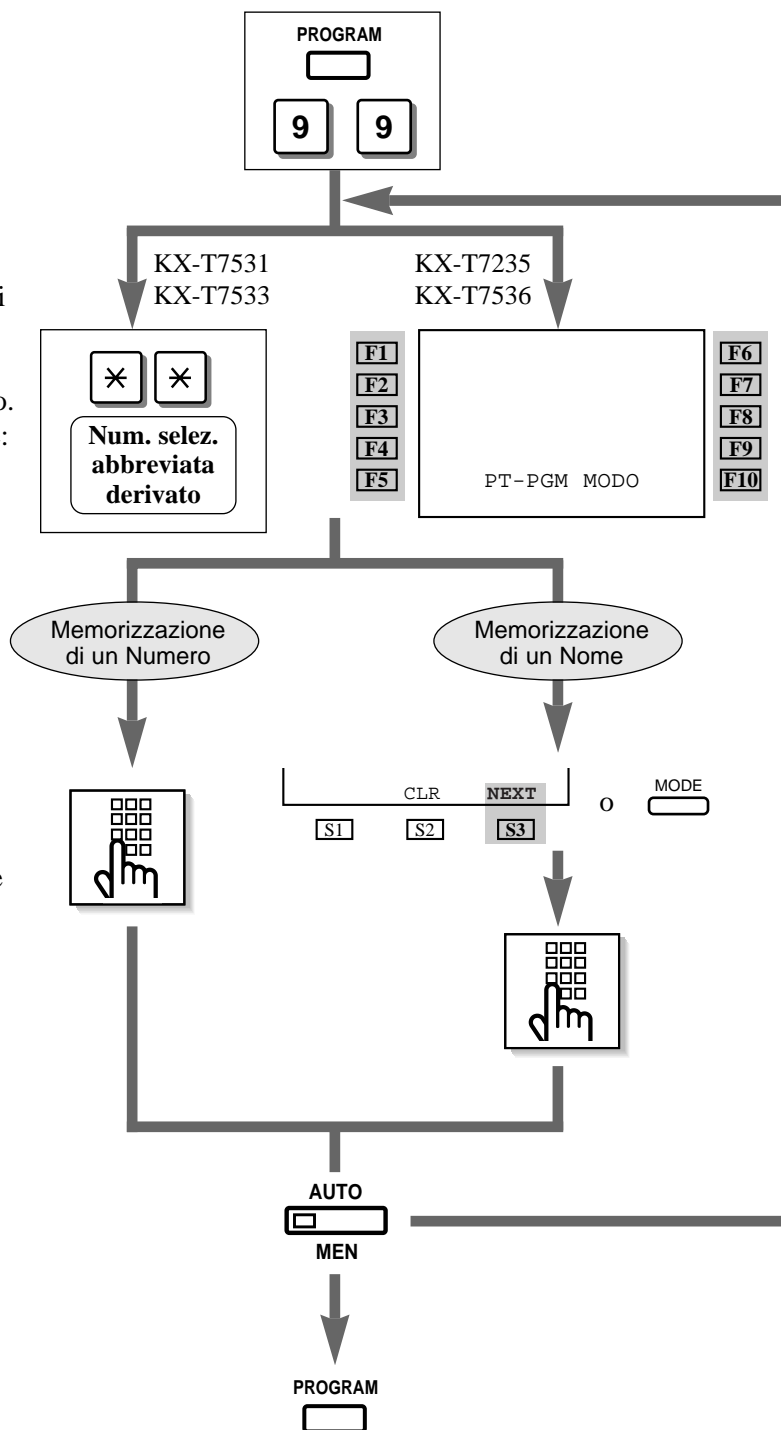 PROGRAM
9 9
KX-T7531
KX-T7533
KX-T7235
KX-T7536
i
o.
:
Num. selez.
abbreviata
derivato
F1
F2
F3
F4
F5
PT-PGM MODO
F6
F7
F8
F9
F10
Memorizzazione
di un Numero
Memorizzazione
di un Nome
CLR NEXT
S1 S2 S3
o
MODE
e
AUTO
MEN
PROGRAM